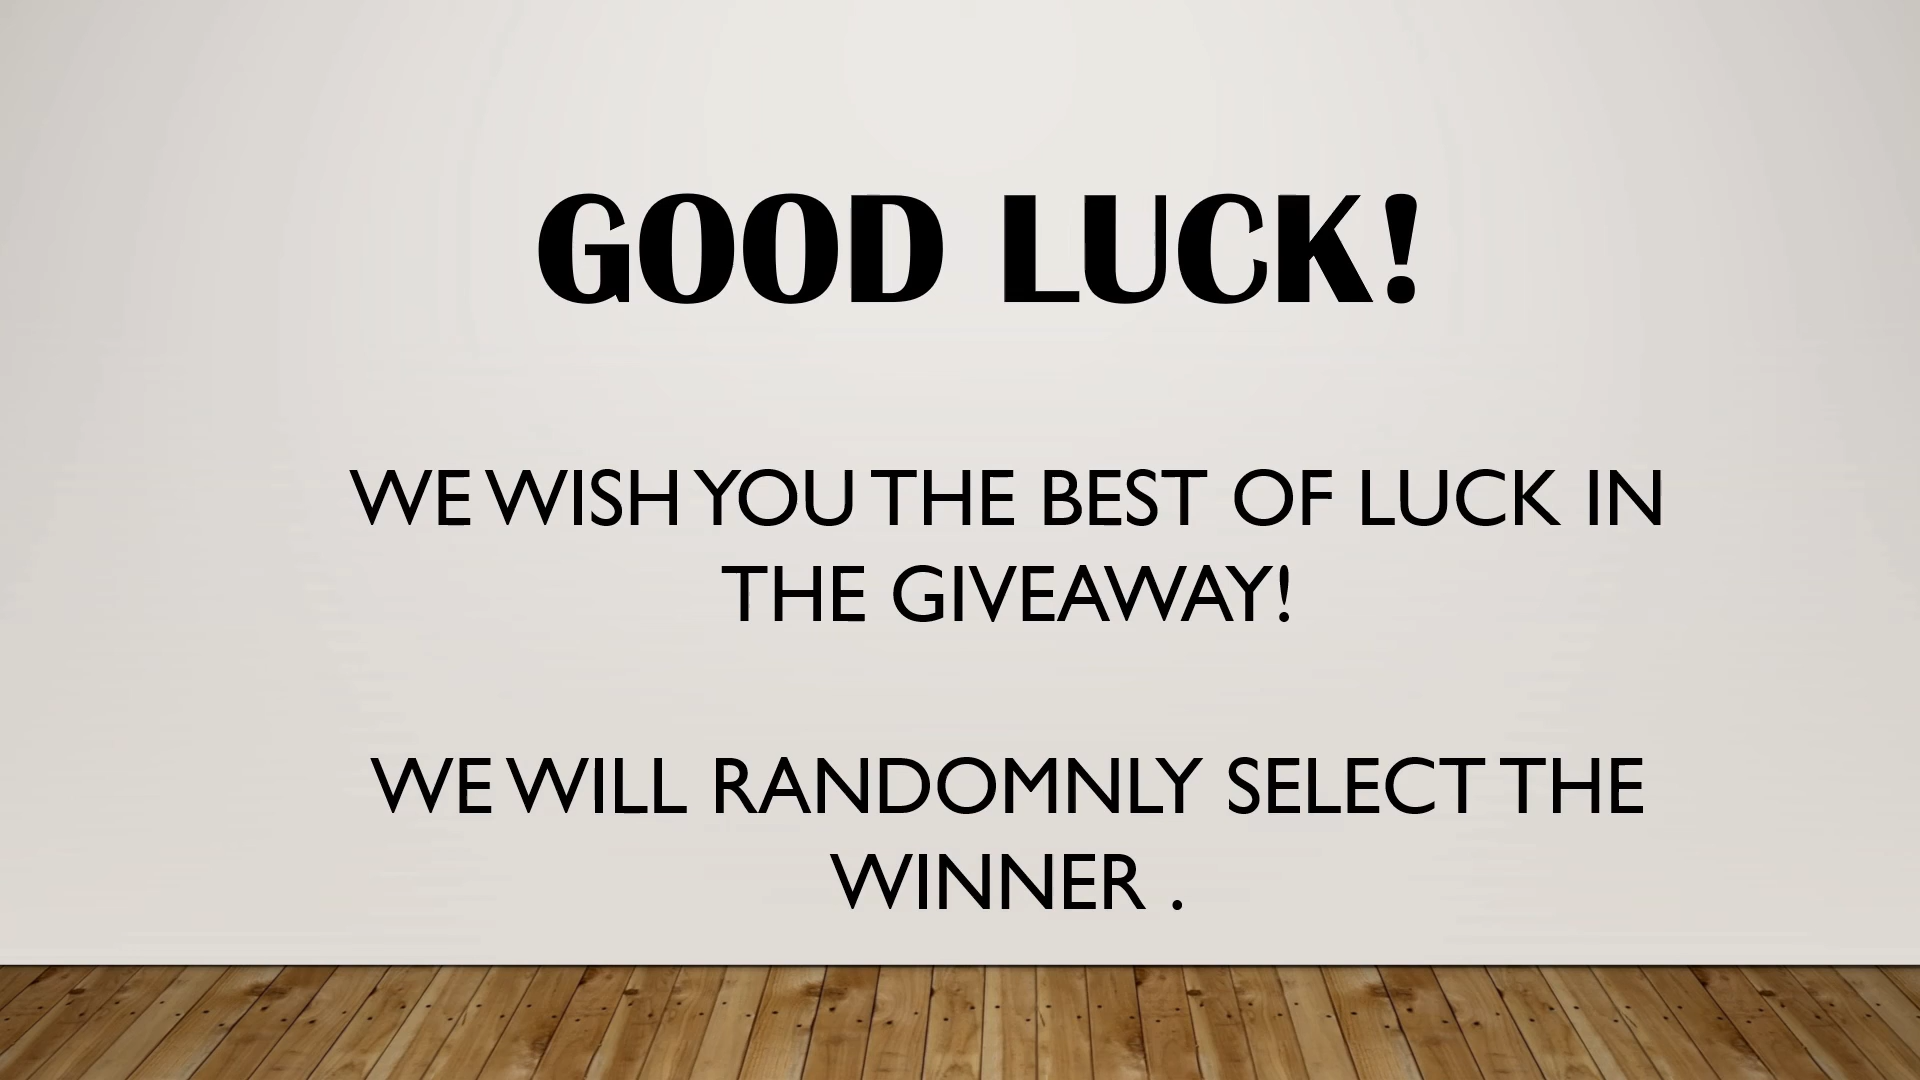 GOOD LUCK!
WE WISH YOU THE BEST OF LUCK IN
THE GIVEAWAY!
WE WILL RANDOMNLY SELECT THE
WINNER .